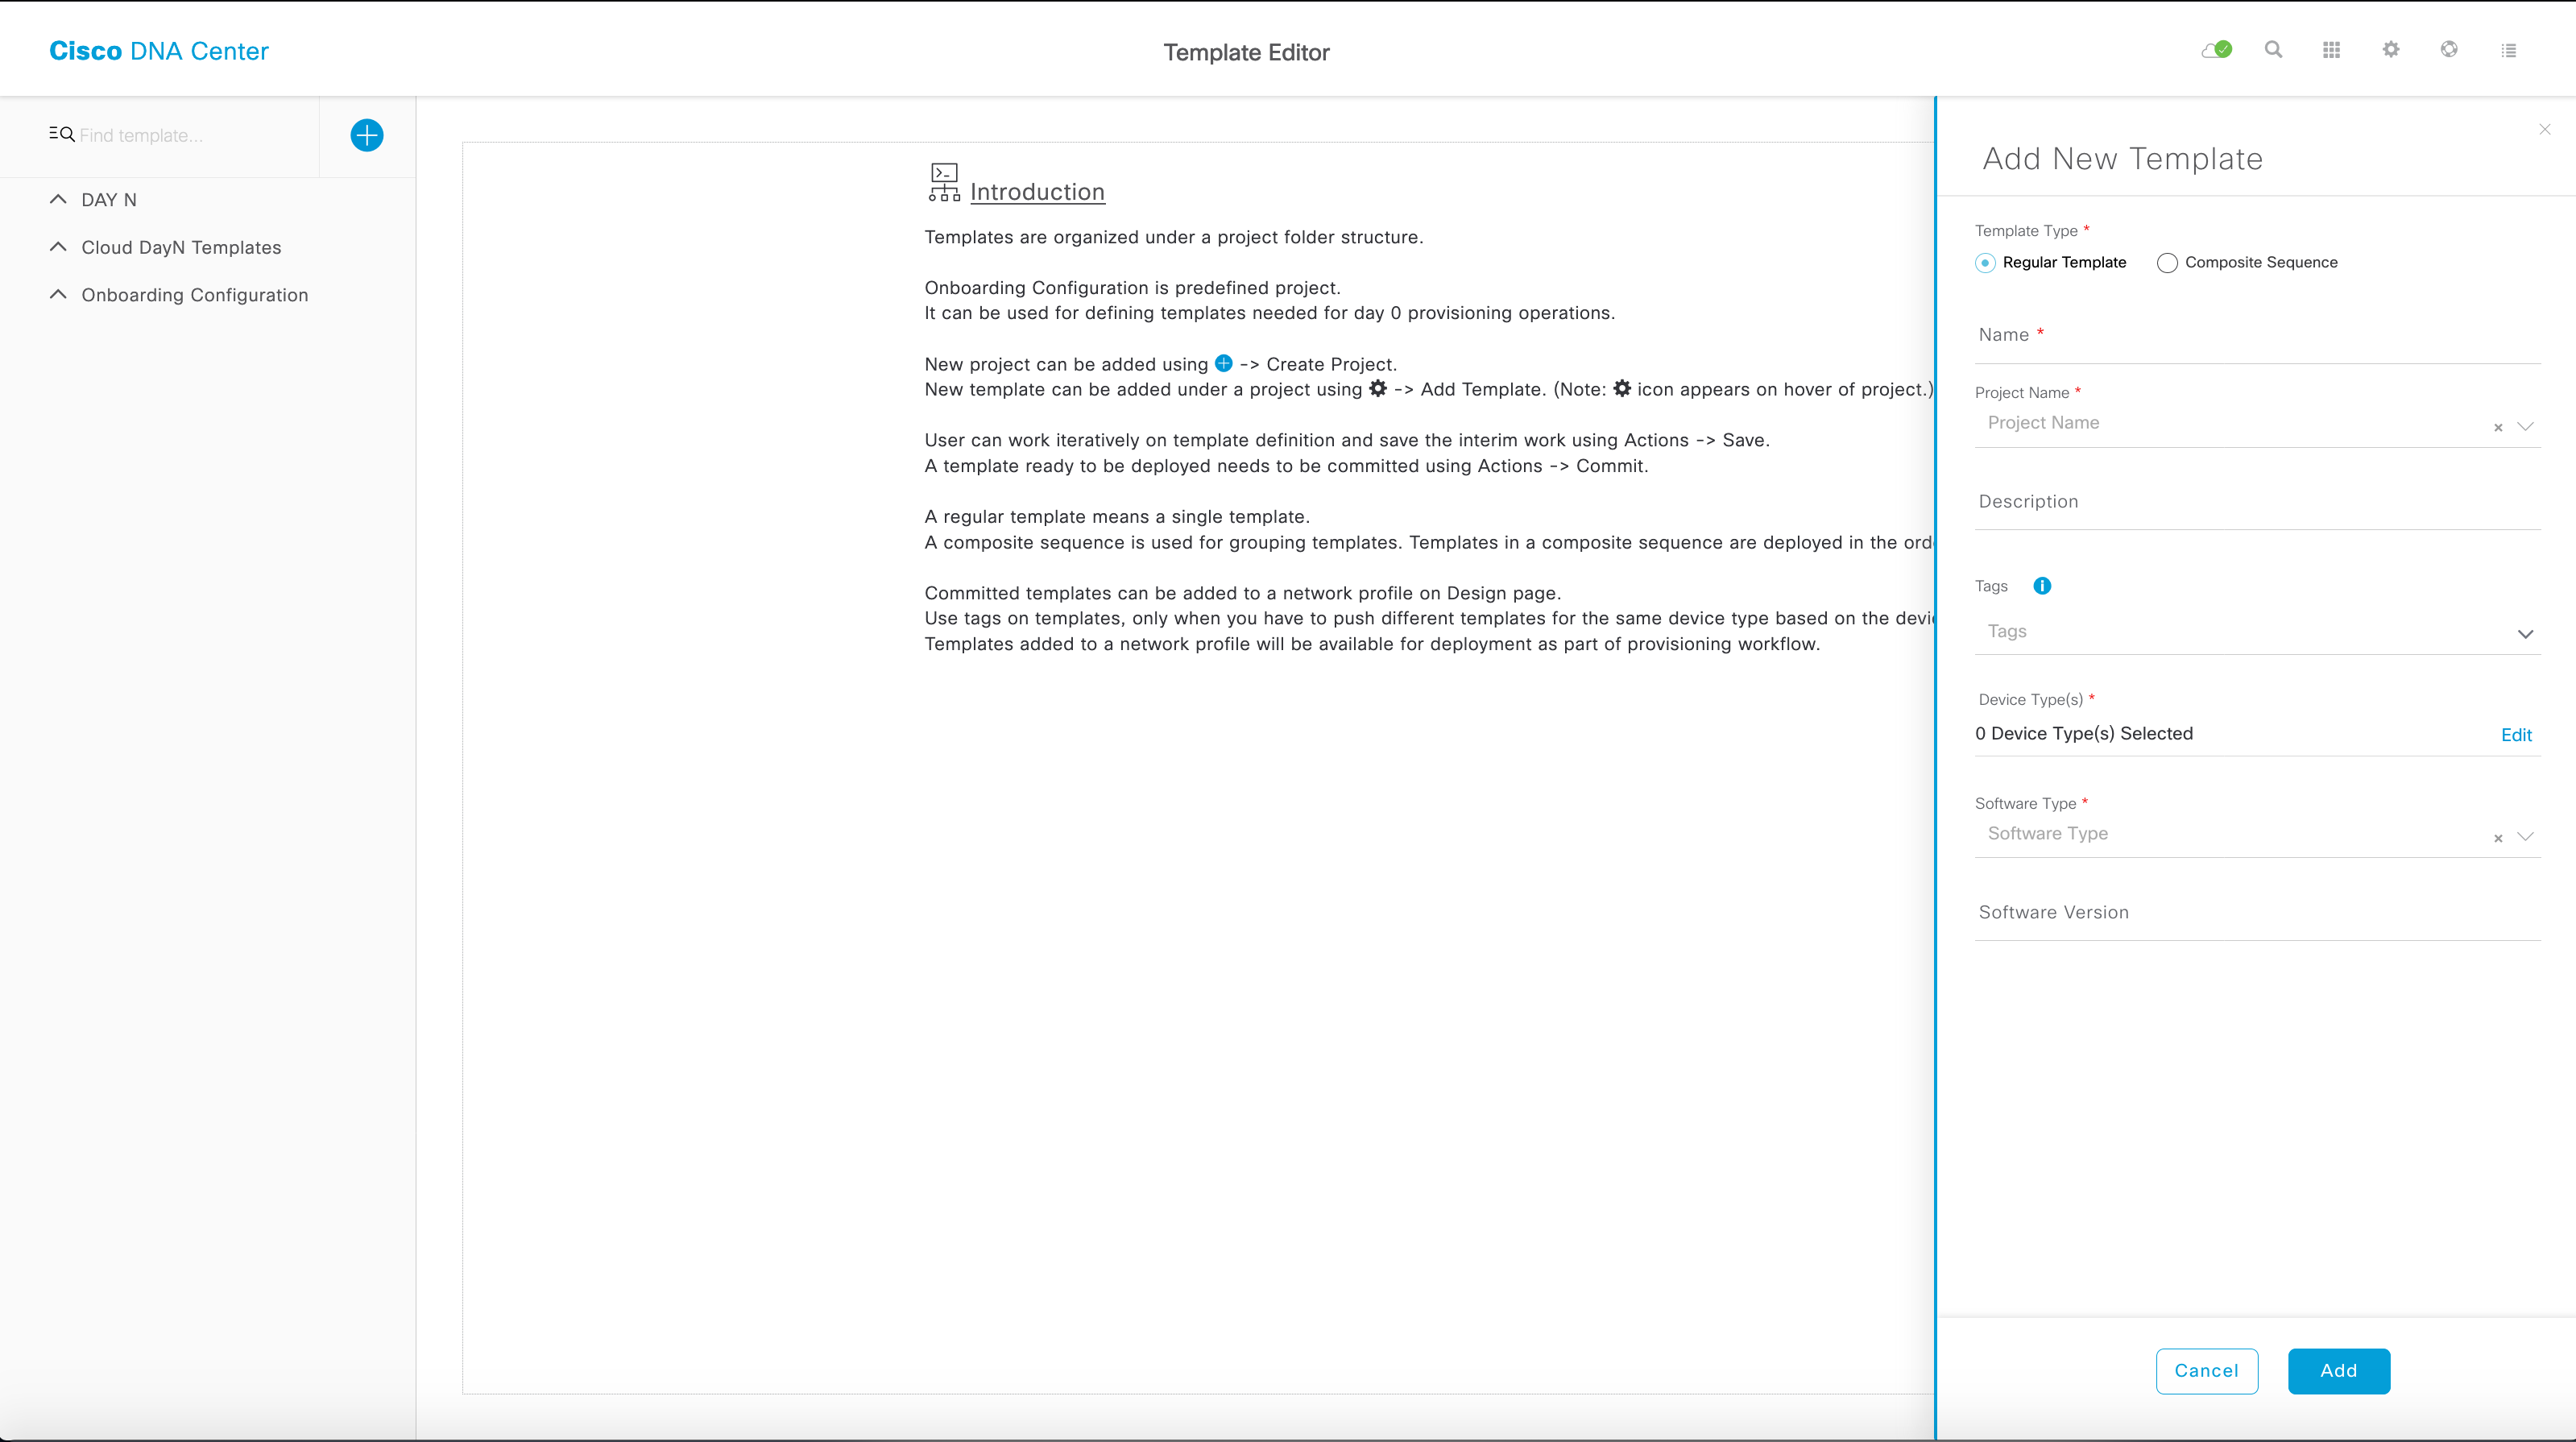 Cisco DNA Center
Template Editor
Find template...
DAY N
Cloud DayN Templates
Onboarding Configuration
Introduction
Templates are organized under a project folder structure.
Onboarding Configuration is predefined project.
It can be used for defining templates needed for day 0 provisioning operations.
New project can be added using -> Create Project.
New template can be added under a project using -> Add Template. (Note: icon appears on hover of project.)
User can work iteratively on template definition and save the interim work using Actions -> Save.
A template ready to be deployed needs to be committed using Actions -> Commit.
A regular template means a single template.
A composite sequence is used for grouping templates. Templates in a composite sequence are deployed in the
Committed templates can be added to a network profile on Design page.
Use tags on templates, only when you have to push different templates for the same device type based on the
Templates added to a network profile will be available for deployment as part of provisioning workflow.
Add New Template
Template Type *
Regular Template Composite Sequence
Name *
Project Name *
Project Name
Description
Tags
Tags
Device Type(s) *
0 Device Type(s) Selected Edit
Software Type *
Software Type
Software Version
Cancel Add